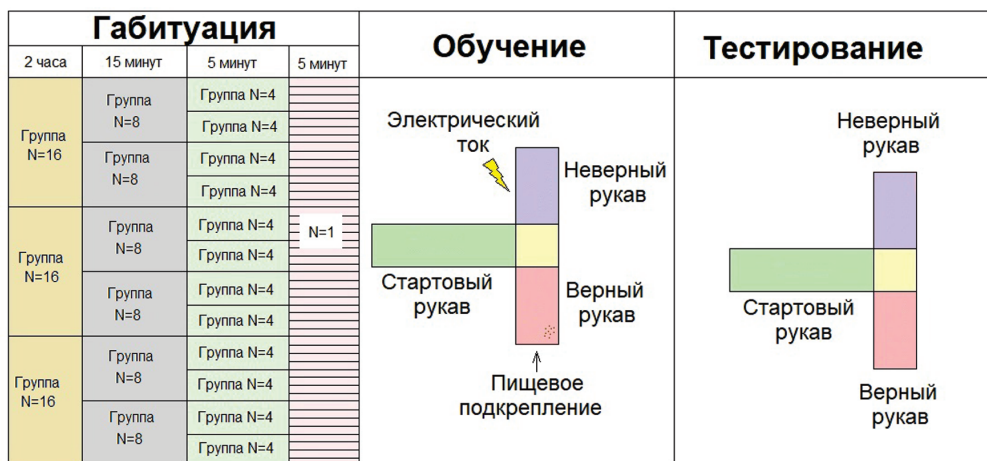 Габитуация
Обучение
Тестирование
2 часа
15 минут
5 минут
5 минут
Группа
N=16
Группа
N=16
Группа
N=16
Группа
N=8
Группа
N=8
Группа
N=8
Группа
N=8
Группа
N=8
Группа
N=8
Группа N=4
Группа N=4
Группа N=4
Группа N=4
Группа N=4
Группа N=4
Группа N=4
Группа N=4
Группа N=4
Группа N=4
Группа N=4
Группа N=4
N=1
Электрический
ток
Неверный
рукав
Стартовый
рукав
Верный
рукав
Пищевое
подкрепление
Неверный
рукав
Стартовый
рукав
Верный
рукав